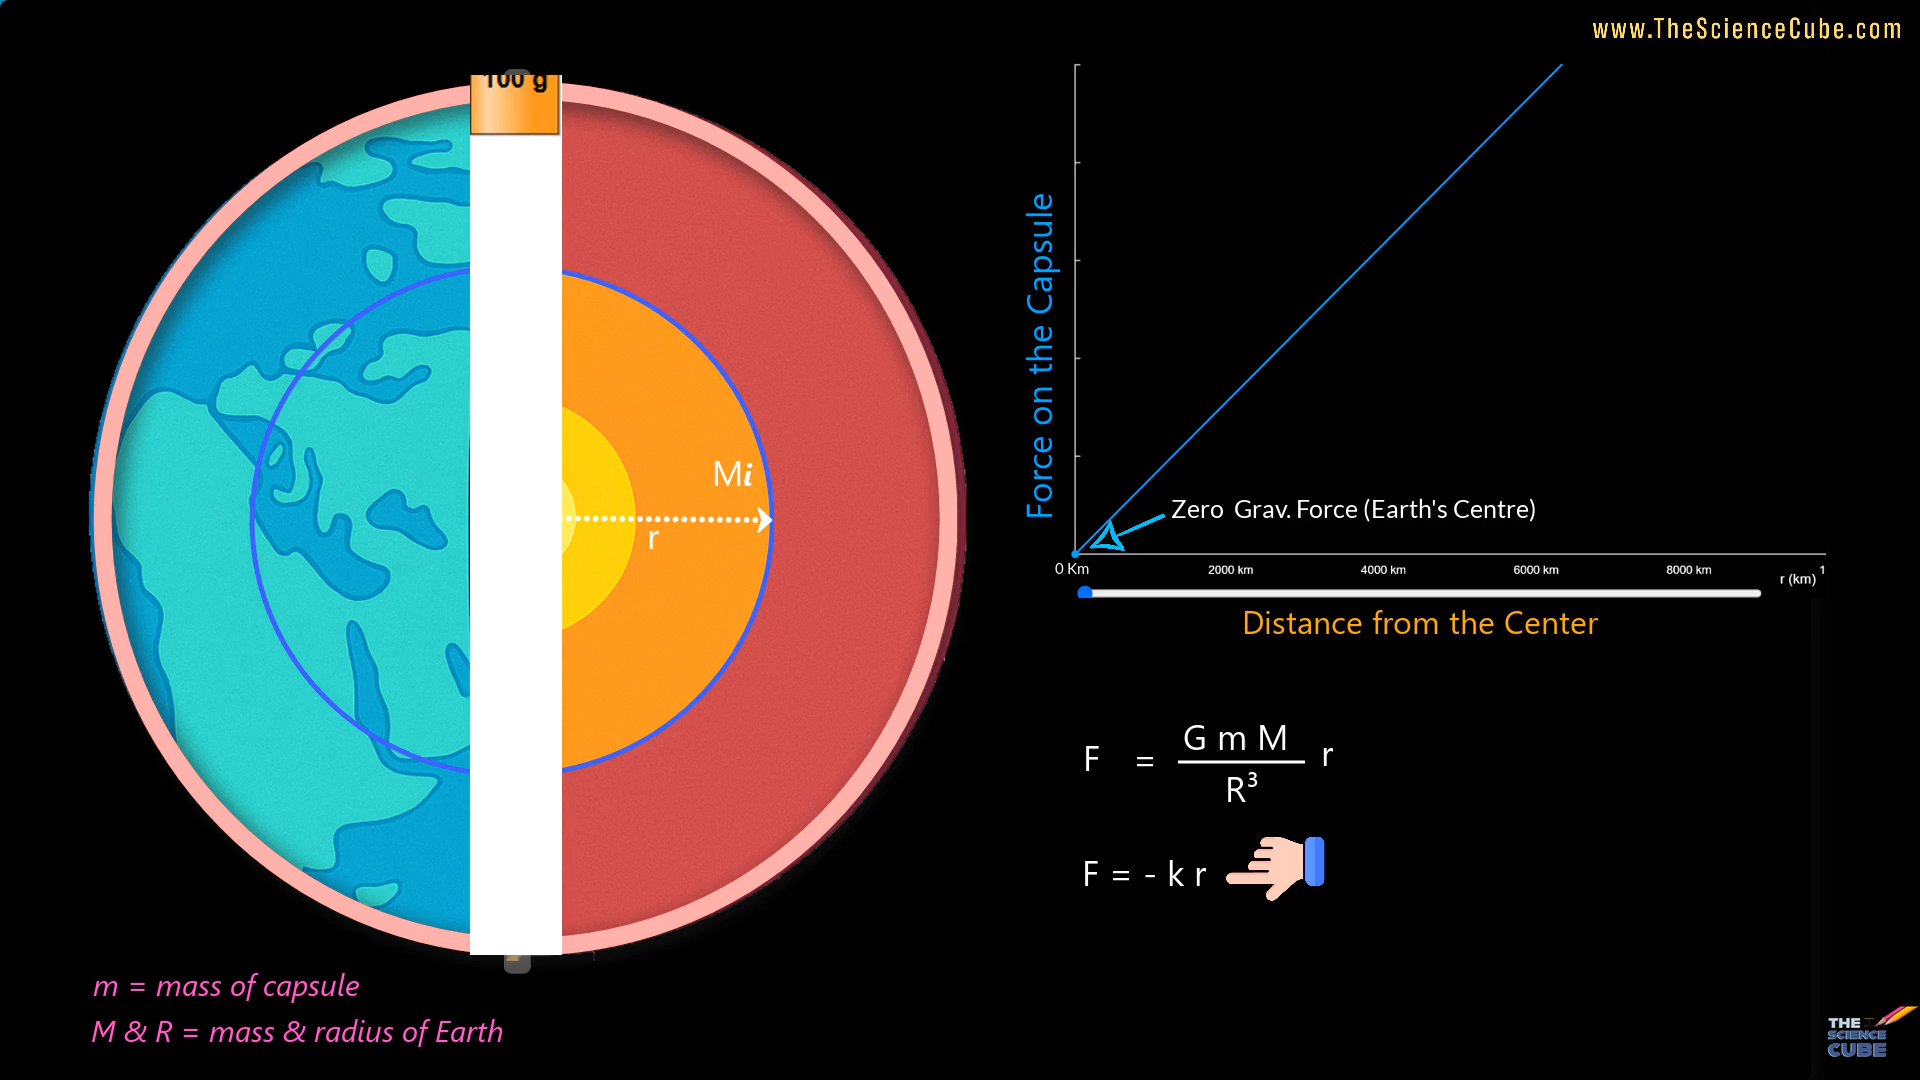 www.TheScienceCube.com
100 g
Force on the Capsule
Mi
r
Zero Grav. Force (Earth's Centre)
0 Km
2000 km
4000 km
6000 km
8000 km
1
r (km)
Distance from the Center
F = G m M / R³ r
F = - k r
m = mass of capsule
M & R = mass & radius of Earth
THE
SCIENCE
CUBE